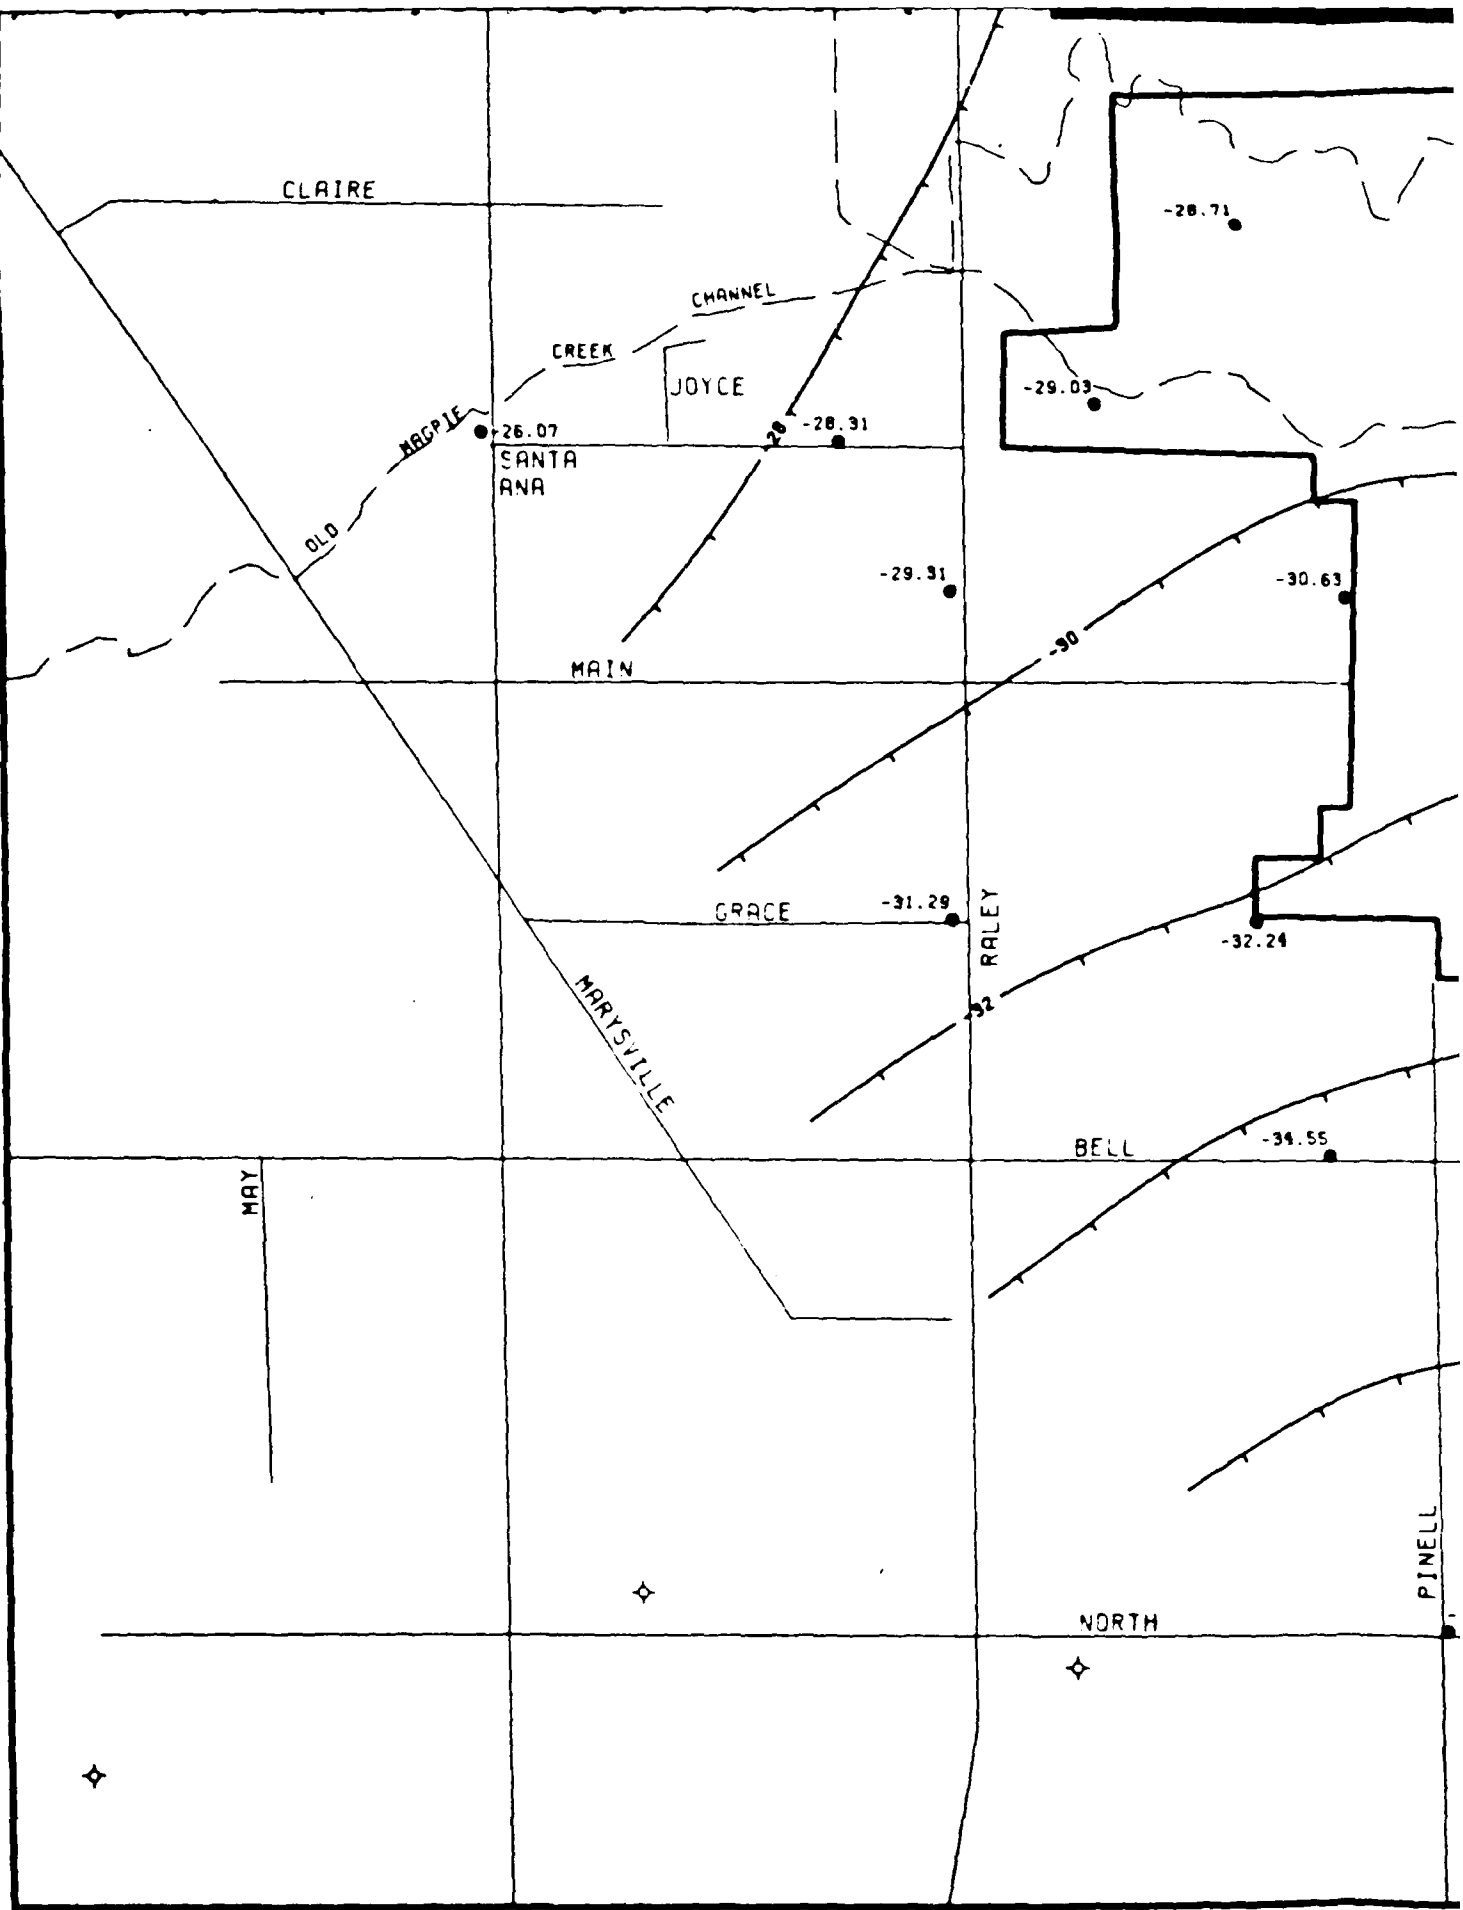 CLAIRE
-28.71
CHANNEL
CREEK
JOYCE
-29.03
MAGPIE
-26.07
-28
-28.31
SANTA
ANA
OLD
-29.31
-30.63
-30
MAIN
GRACE
-31.29
RALEY
-32.24
-32
MARYSVILLE
BELL
-34.55
MAY
PINELL
NORTH